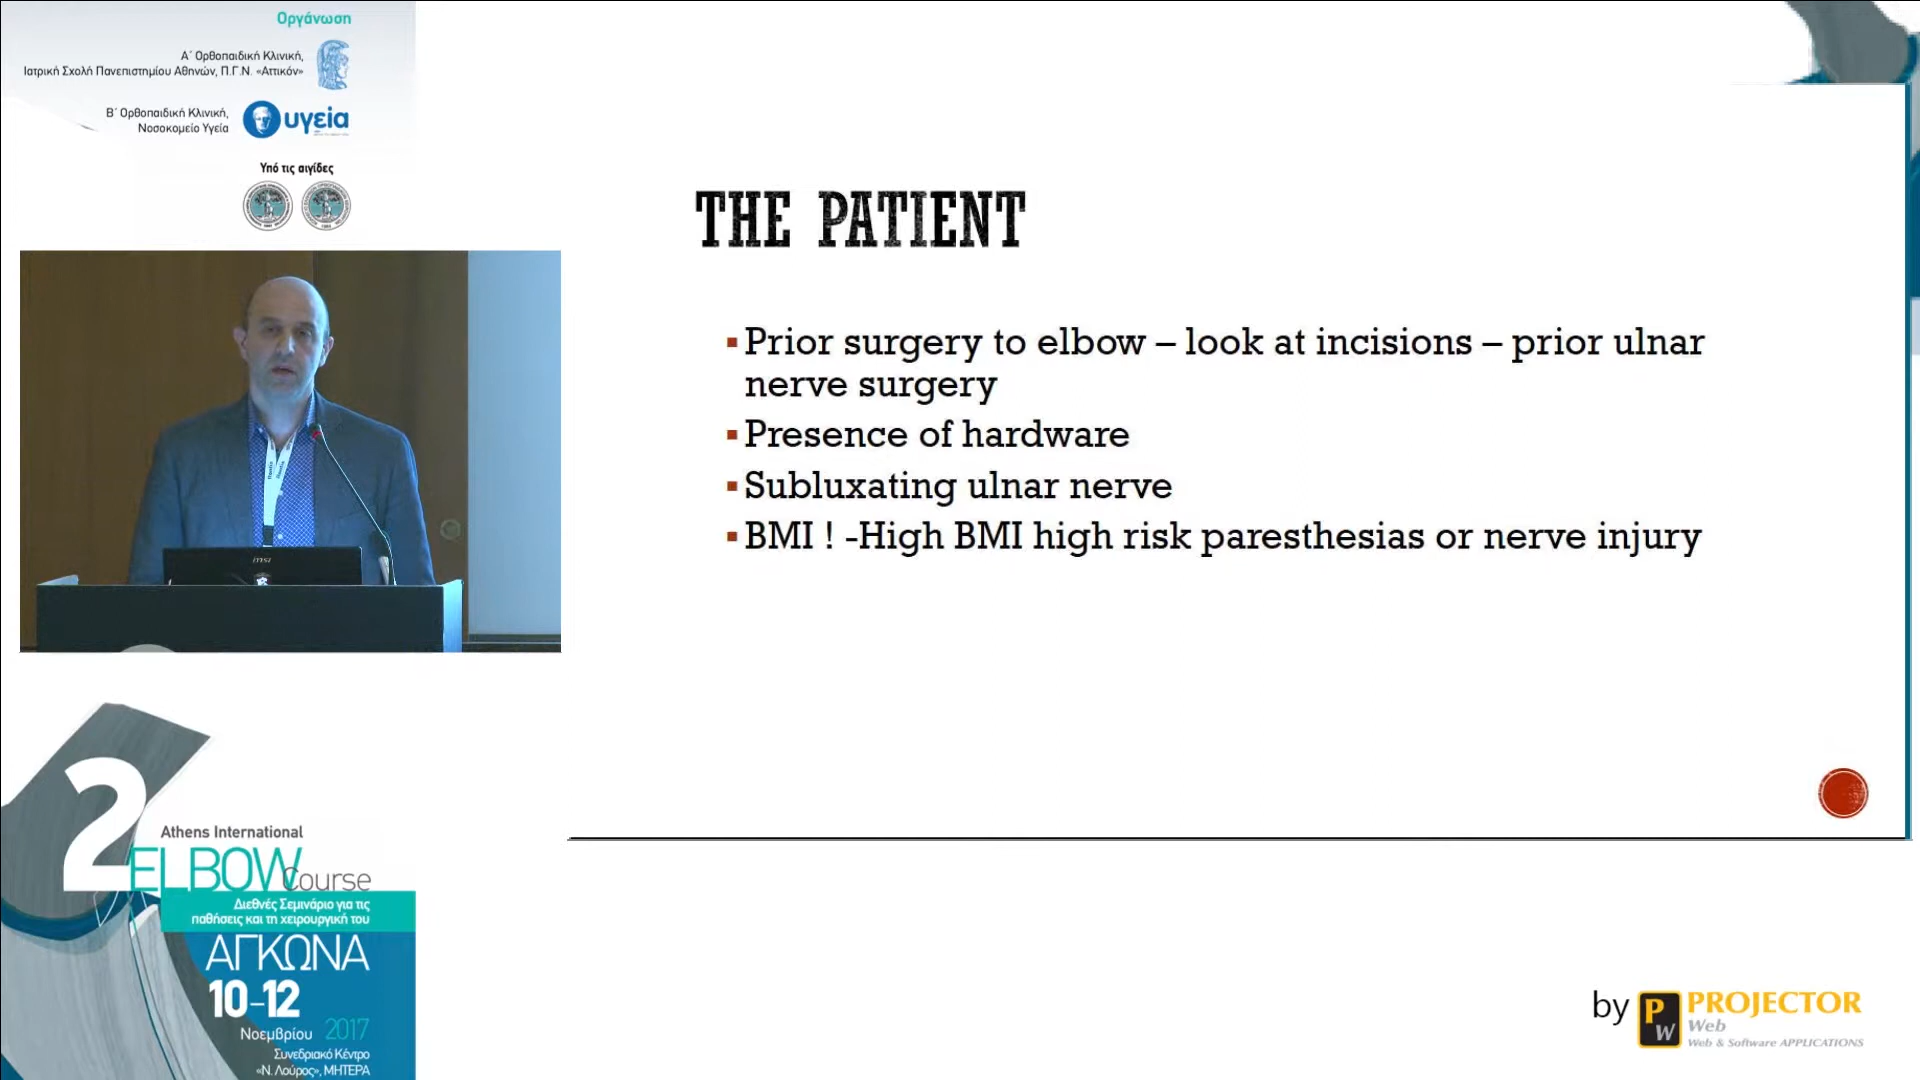 Οργάνωση
Α΄ Ορθοπαιδική Κλινική,
Ιατρική Σχολή Πανεπιστημίου Αθηνών, Π.Γ.Ν. «Αττικόν»
Β΄ Ορθοπαιδική Κλινική,
Νοσοκομείο Υγεία
υγεία
Υπό τις αιγίδες
THE PATIENT
Prior surgery to elbow – look at incisions – prior ulnar
nerve surgery
Presence of hardware
Subluxating ulnar nerve
BMI ! -High BMI high risk paresthesias or nerve injury
msi
2
Athens International
ELBOW Course
Διεθνές Σεμινάριο για τις
παθήσεις και τη χειρουργική του
ΑΓΚΩΝΑ
10-12
Νοεμβρίου 2017
Συνεδριακό Κέντρο
«Ν. Λούρος», ΜΗΤΕΡΑ
by PW PROJECTOR
Web
Web & Software APPLICATIONS